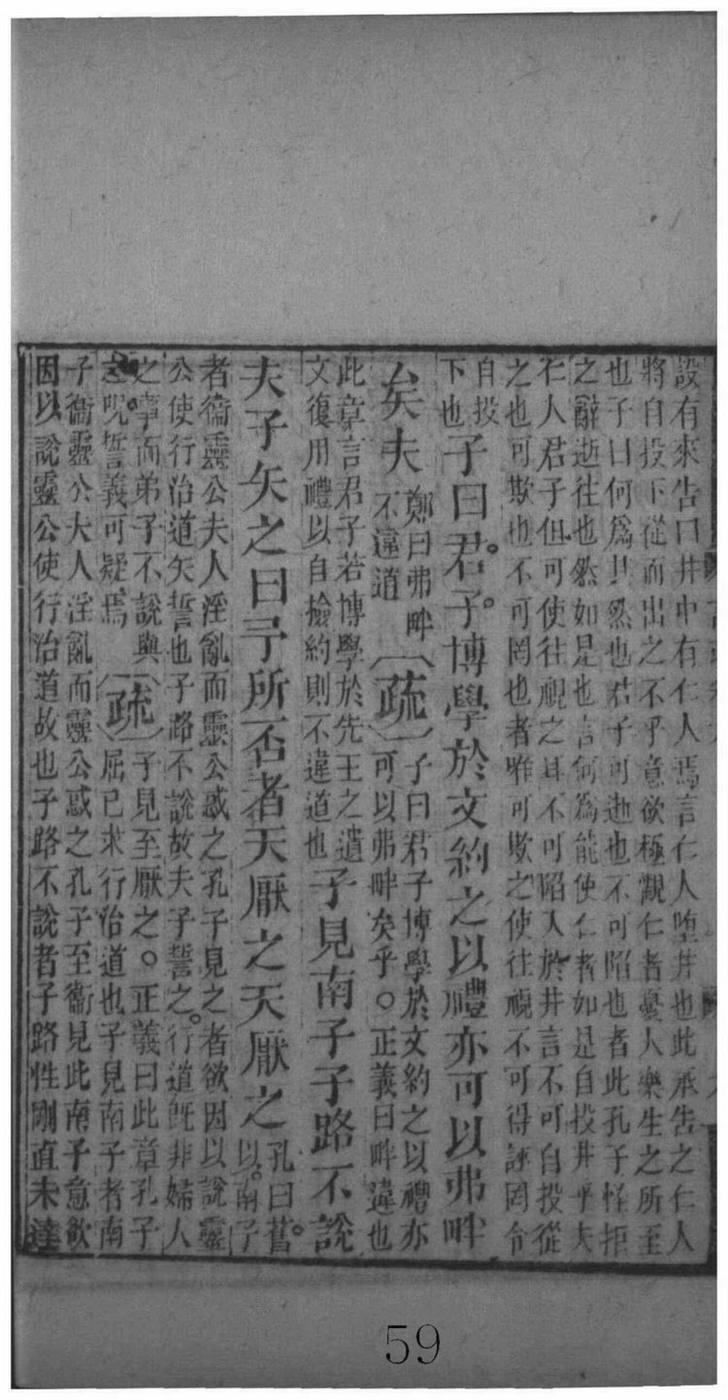 設有來告曰井中有仁人焉言仁人墮井也此承告之仁人
將自投下從而出之不乎意欲極觀仁者憂人樂生之所至
也子曰何爲其然也君子可逝也不可陷也者此孔子怪拒
之辭逝往也然如是也言何爲能使仁者如是自投井乎夫
仁人君子但可使往視之耳不可陷入於井言不可自投從
之也可欺也不可罔也者唯可欺之使往視不可得誣罔令
自投
下也
子曰君子博學於文約之以禮亦可以弗畔
矣夫
鄭曰弗畔
不違道
疏
子曰君子博學於文約之以禮亦
可以弗畔矣乎○正義曰畔違也
此章言君子若博學於先王之遺
文復用禮以自撿約則不違道也
子見南子子路不說
夫子矢之曰予所否者天厭之天厭之
孔曰舊
以南子
者衞靈公夫人淫亂而靈公惑之孔子見之者欲因以說靈
公使行治道矢誓也子路不說故夫子誓之行道旣非婦人
之事而弟子不說與
之呪誓義可疑焉
疏
子見至厭之○正義曰此章孔子
屈已求行治道也子見南子者南
子衞靈公夫人淫亂而靈公惑之孔子至衞見此南子意欲
因以說靈公使行治道故也子路不說者子路性剛直未達
59